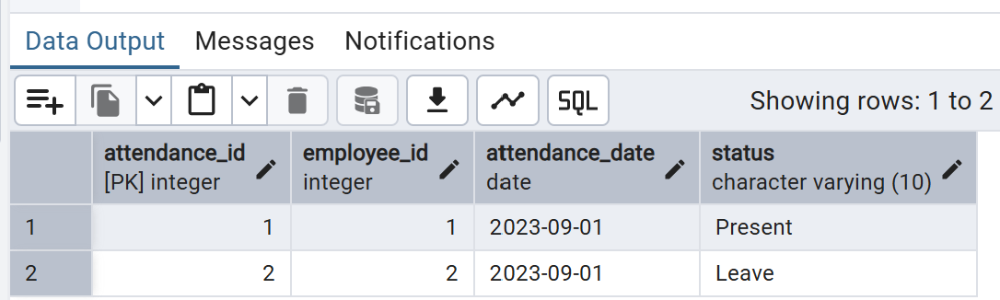 Data Output Messages Notifications
SQL Showing rows: 1 to 2
attendance_id employee_id attendance_date status
[PK] integer integer date character varying (10)
1 1 1 2023-09-01 Present
2 2 2 2023-09-01 Leave